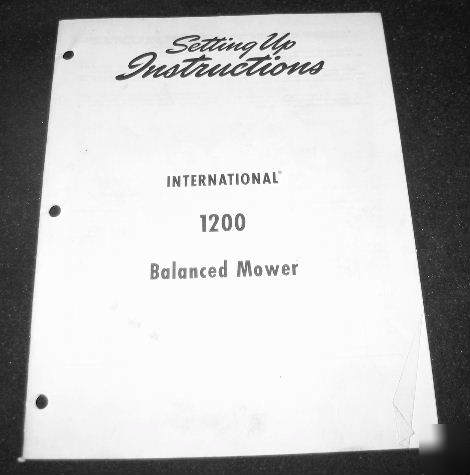 Setting Up
Instructions
INTERNATIONAL®
1200
Balanced Mower